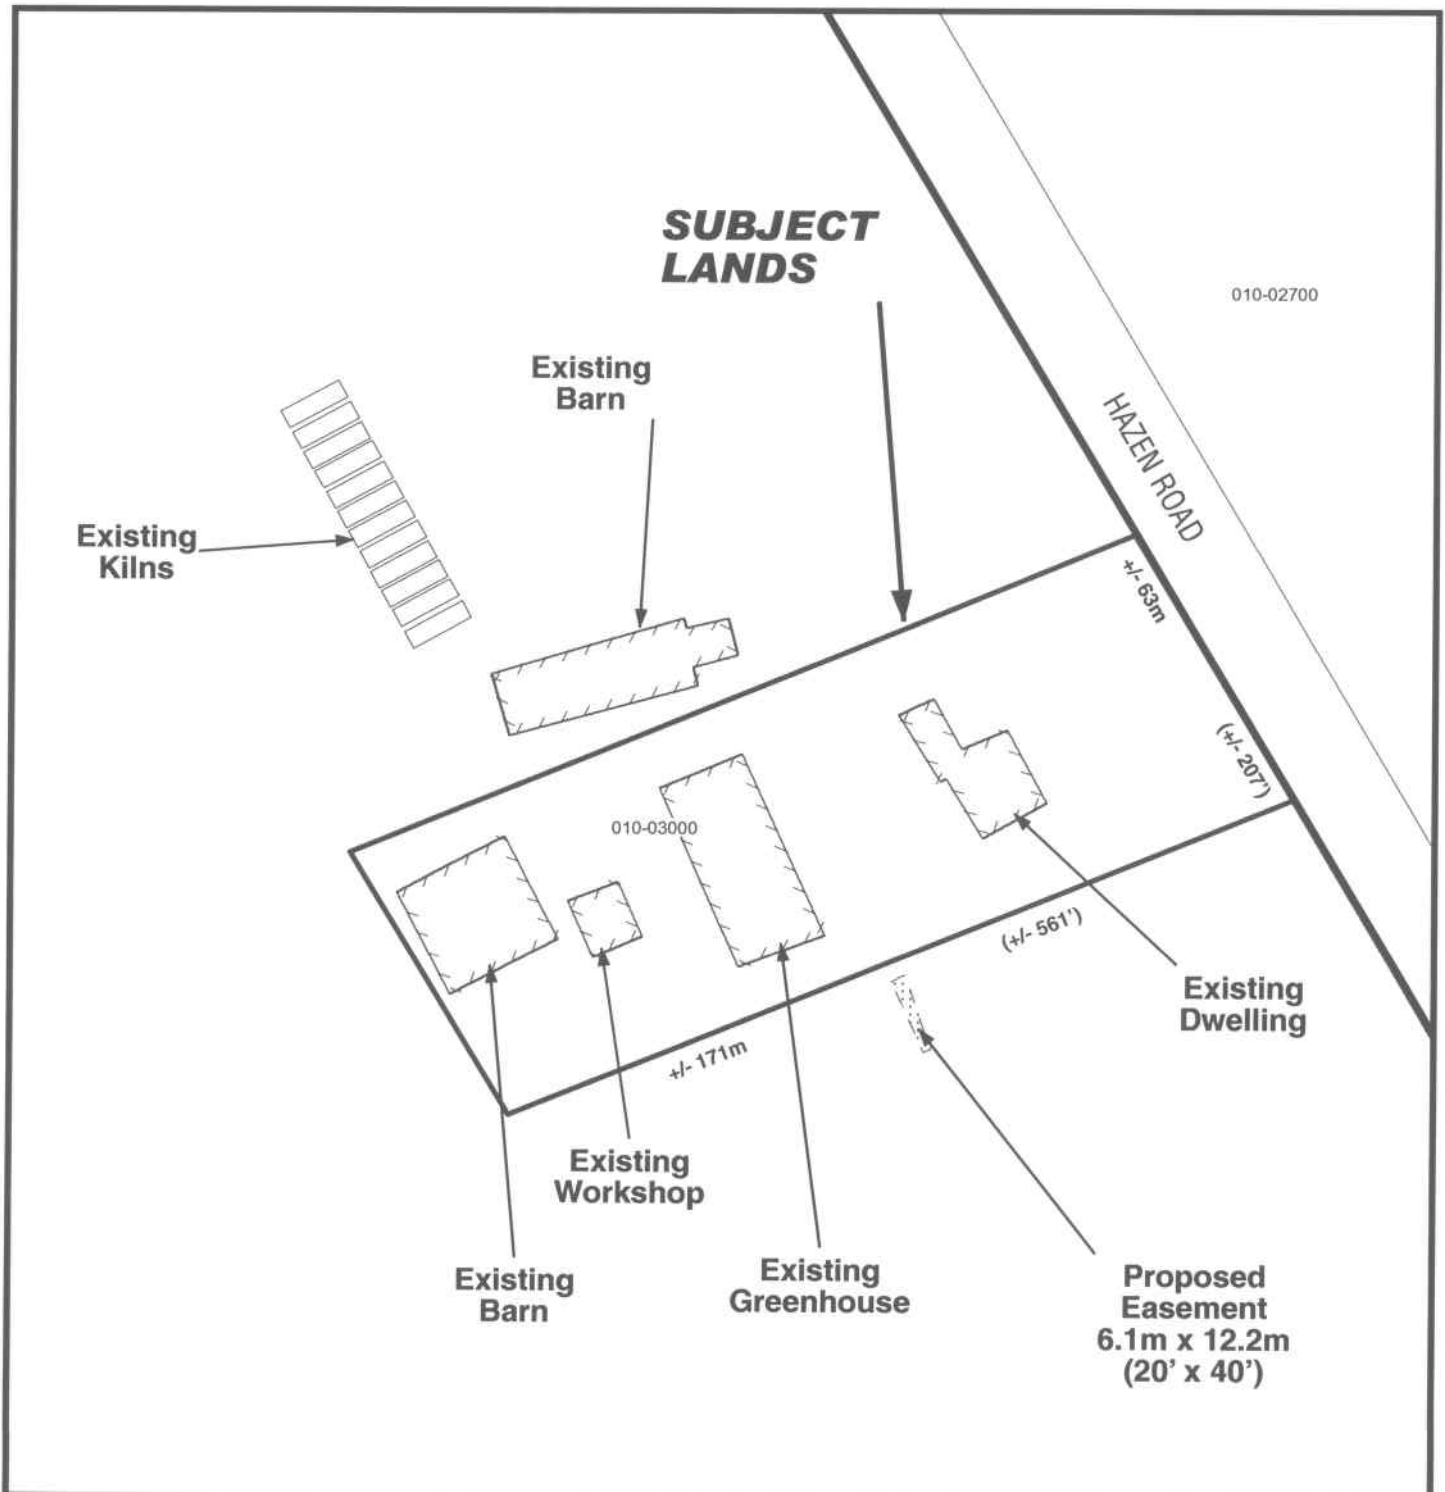 SUBJECT
LANDS
010-02700
Existing
Barn
HAZEN ROAD
Existing
Kilns
+/- 63m
(+/- 207')
010-03000
(+/- 561')
+/- 171m
Existing
Dwelling
Existing
Workshop
Existing
Barn
Existing
Greenhouse
Proposed
Easement
6.1m x 12.2m
(20' x 40')